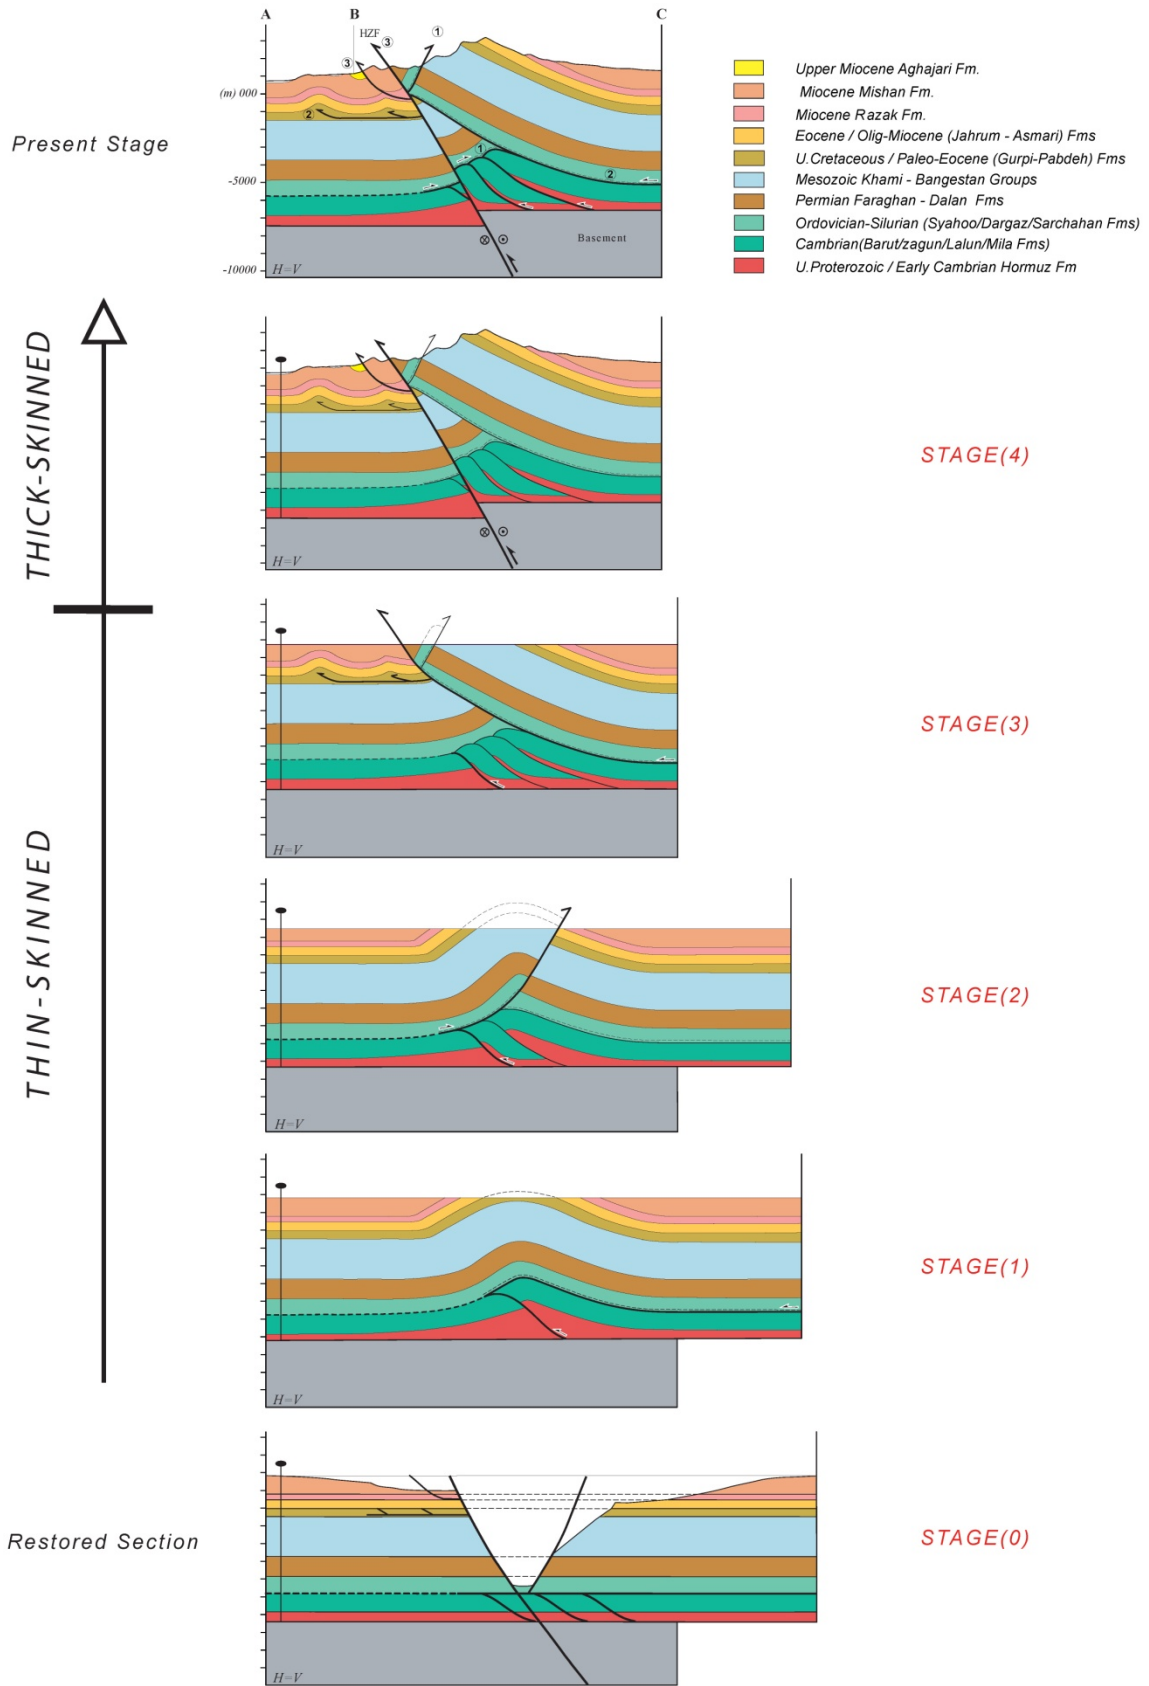 A B C
HZF
③ ① ③
(m) 000
②
①
②
-5000
-10000
⊗ ⊙
Basement
H=V
Present Stage
Upper Miocene Aghajari Fm.
Miocene Mishan Fm.
Miocene Razak Fm.
Eocene / Olig-Miocene (Jahrum - Asmari) Fms
U.Cretaceous / Paleo-Eocene (Gurpi-Pabdeh) Fms
Mesozoic Khami - Bangestan Groups
Permian Faraghan - Dalan Fms
Ordovician-Silurian (Syahoo/Dargaz/Sarchahan Fms)
Cambrian(Barut/zagun/Lalun/Mila Fms)
U.Proterozoic / Early Cambrian Hormuz Fm
THICK-SKINNED
STAGE(4)
⊗ ⊙
H=V
STAGE(3)
H=V
THIN-SKINNED
STAGE(2)
H=V
STAGE(1)
H=V
Restored Section
STAGE(0)
H=V